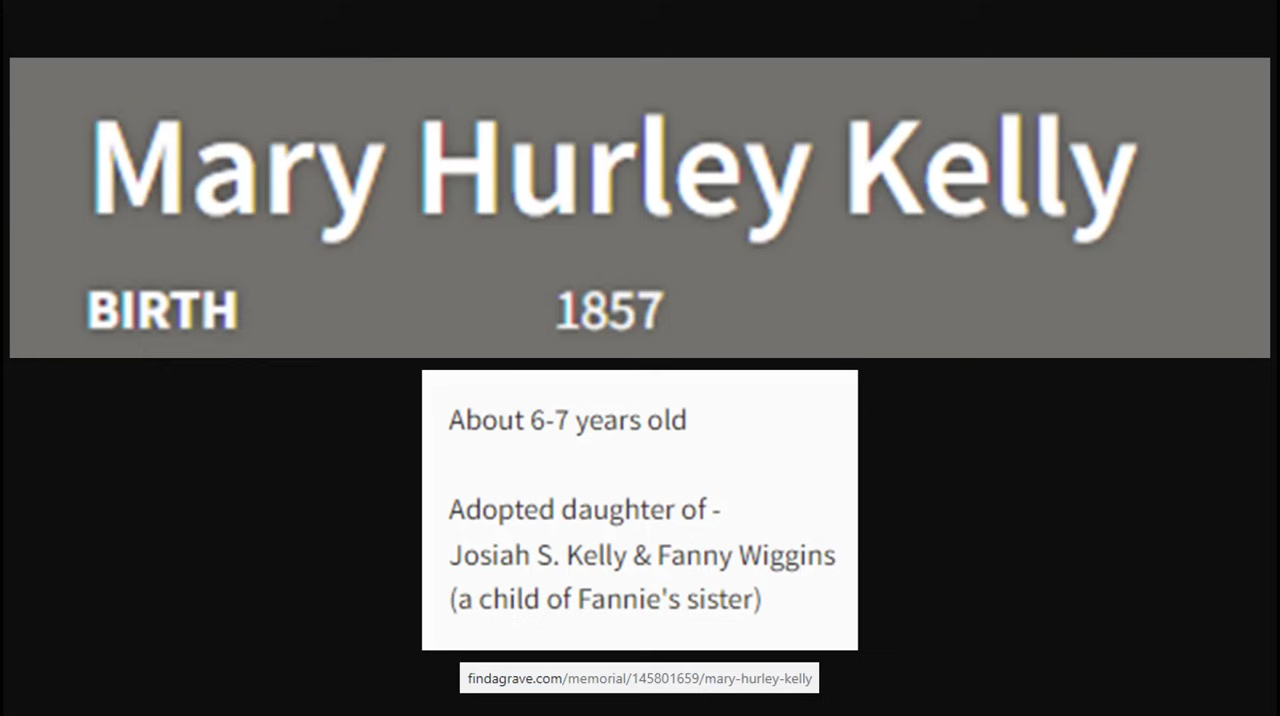 Mary Hurley Kelly
BIRTH 1857
About 6-7 years old
Adopted daughter of -
Josiah S. Kelly & Fanny Wiggins
(a child of Fannie's sister)
findagrave.com/memorial/145801659/mary-hurley-kelly